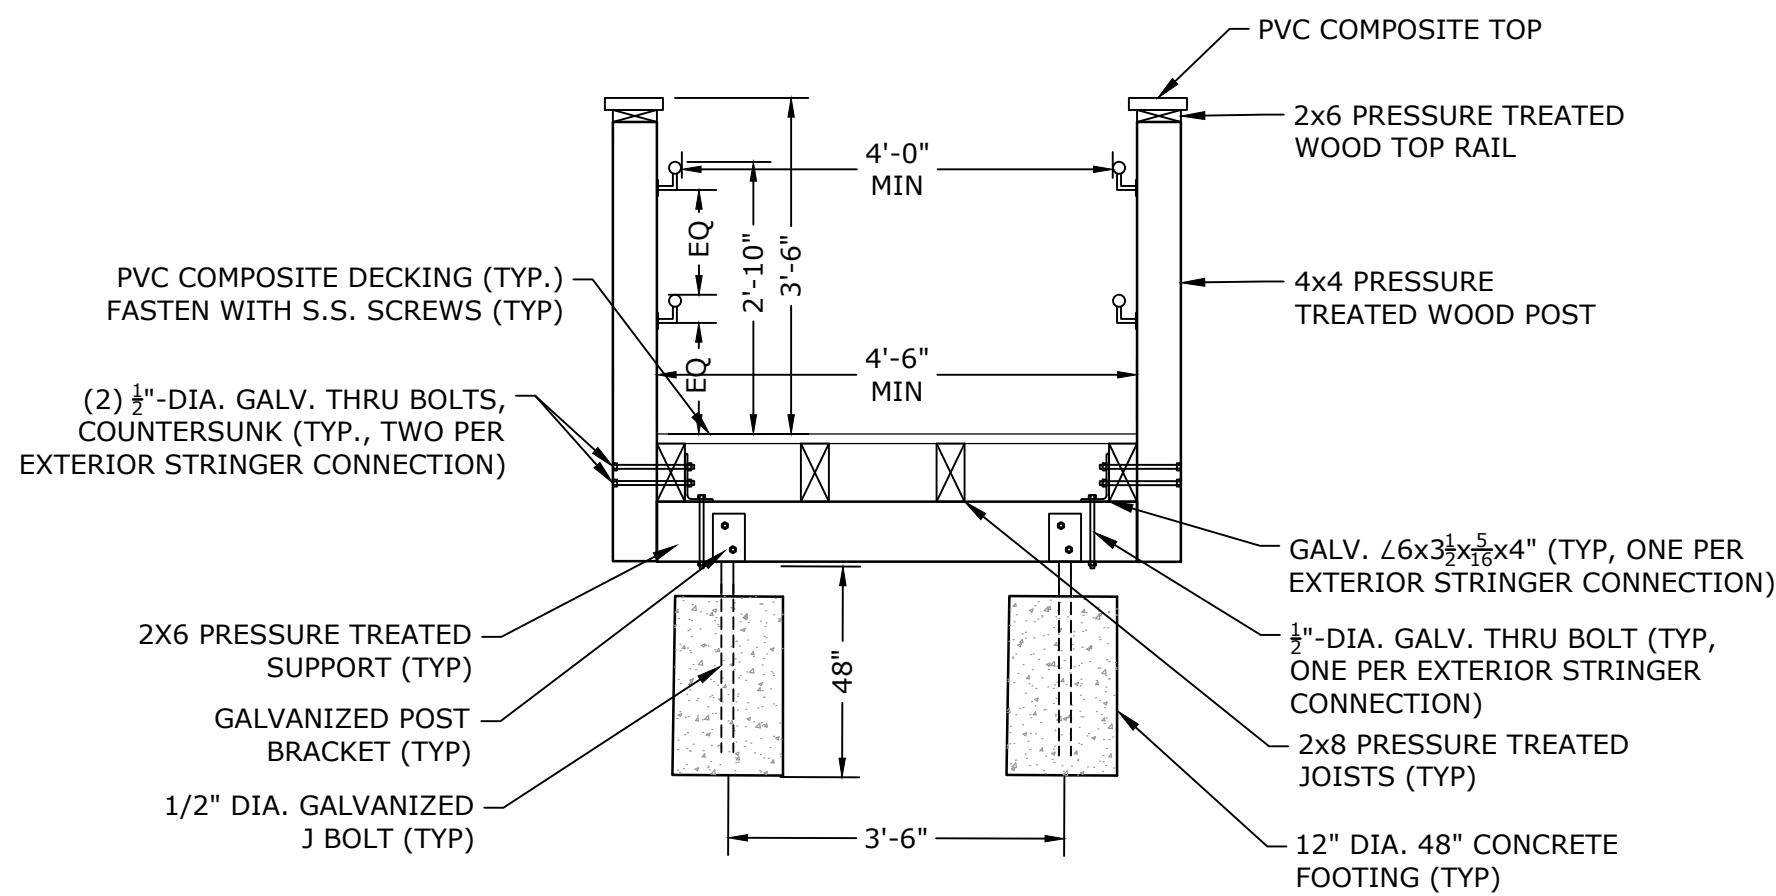 PVC COMPOSITE TOP
2x6 PRESSURE TREATED
WOOD TOP RAIL
4'-0"
MIN
EQ
2'-10"
3'-6"
PVC COMPOSITE DECKING (TYP.)
FASTEN WITH S.S. SCREWS (TYP)
4x4 PRESSURE
TREATED WOOD POST
4'-6"
MIN
EQ
(2) ½"-DIA. GALV. THRU BOLTS,
COUNTERSUNK (TYP., TWO PER
EXTERIOR STRINGER CONNECTION)
GALV. ∠6x3½x5/16x4" (TYP, ONE PER
EXTERIOR STRINGER CONNECTION)
2X6 PRESSURE TREATED
SUPPORT (TYP)
48"
½"-DIA. GALV. THRU BOLT (TYP,
ONE PER EXTERIOR STRINGER
CONNECTION)
GALVANIZED POST
BRACKET (TYP)
2x8 PRESSURE TREATED
JOISTS (TYP)
1/2" DIA. GALVANIZED
J BOLT (TYP)
3'-6"
12" DIA. 48" CONCRETE
FOOTING (TYP)